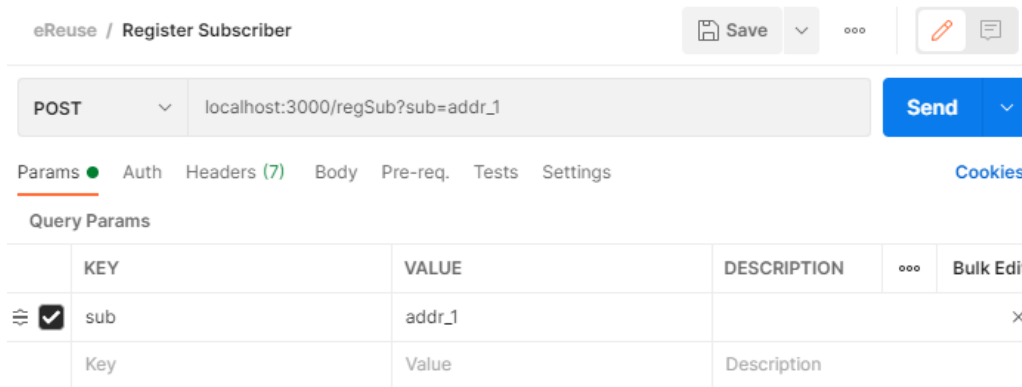 eReuse / Register Subscriber Save ooo
POST localhost:3000/regSub?sub=addr_1 Send
Params Auth Headers (7) Body Pre-req. Tests Settings Cookies
Query Params
KEY VALUE DESCRIPTION ooo Bulk Edi
sub addr_1
Key Value Description